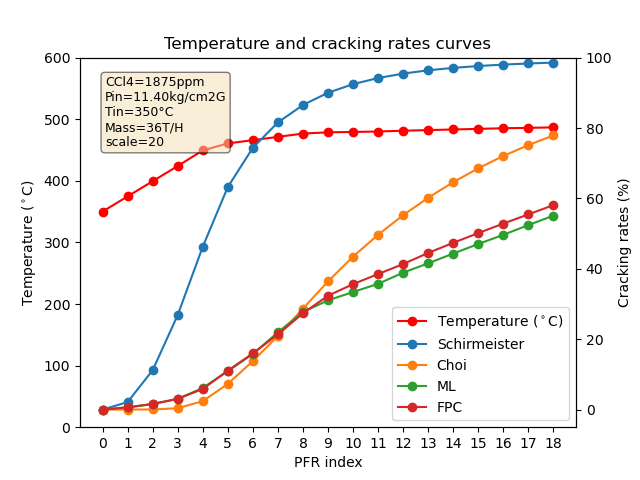 Temperature and cracking rates curves
CCl4=1875ppm
Pin=11.40kg/cm2G
Tin=350°C
Mass=36T/H
scale=20
Temperature (°C)
600
500
400
300
200
100
0
100
80
60
40
20
0
Cracking rates (%)
Temperature (°C)
Schirmeister
Choi
ML
FPC
0 1 2 3 4 5 6 7 8 9 10 11 12 13 14 15 16 17 18
PFR index